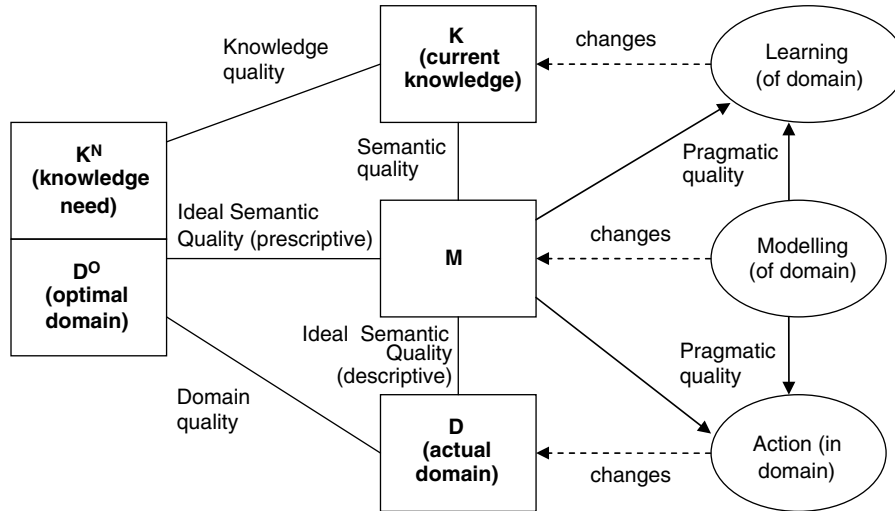 K
(current
knowledge)
changes
Learning
(of domain)
Knowledge
quality
Semantic
quality
Pragmatic
quality
Kᴺ
(knowledge
need)
Ideal Semantic
Quality (prescriptive)
M
changes
Modelling
(of domain)
Dᴼ
(optimal
domain)
Ideal Semantic
Quality
(descriptive)
Pragmatic
quality
Domain
quality
D
(actual
domain)
changes
Action (in
domain)